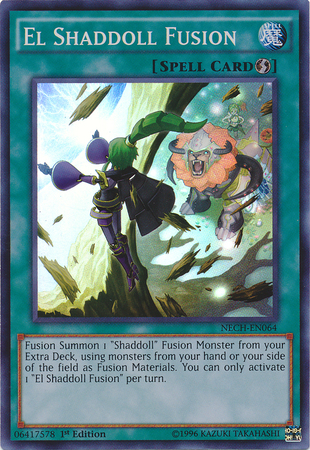 EL SHADDOLL FUSION
魔
SPELL
[SPELL CARD]
NECH-EN064
Fusion Summon 1 "Shaddoll" Fusion Monster from your
Extra Deck, using monsters from your hand or your side
of the field as Fusion Materials. You can only activate
1 "El Shaddoll Fusion" per turn.
06417578 1st Edition ©1996 KAZUKI TAKAHASHI